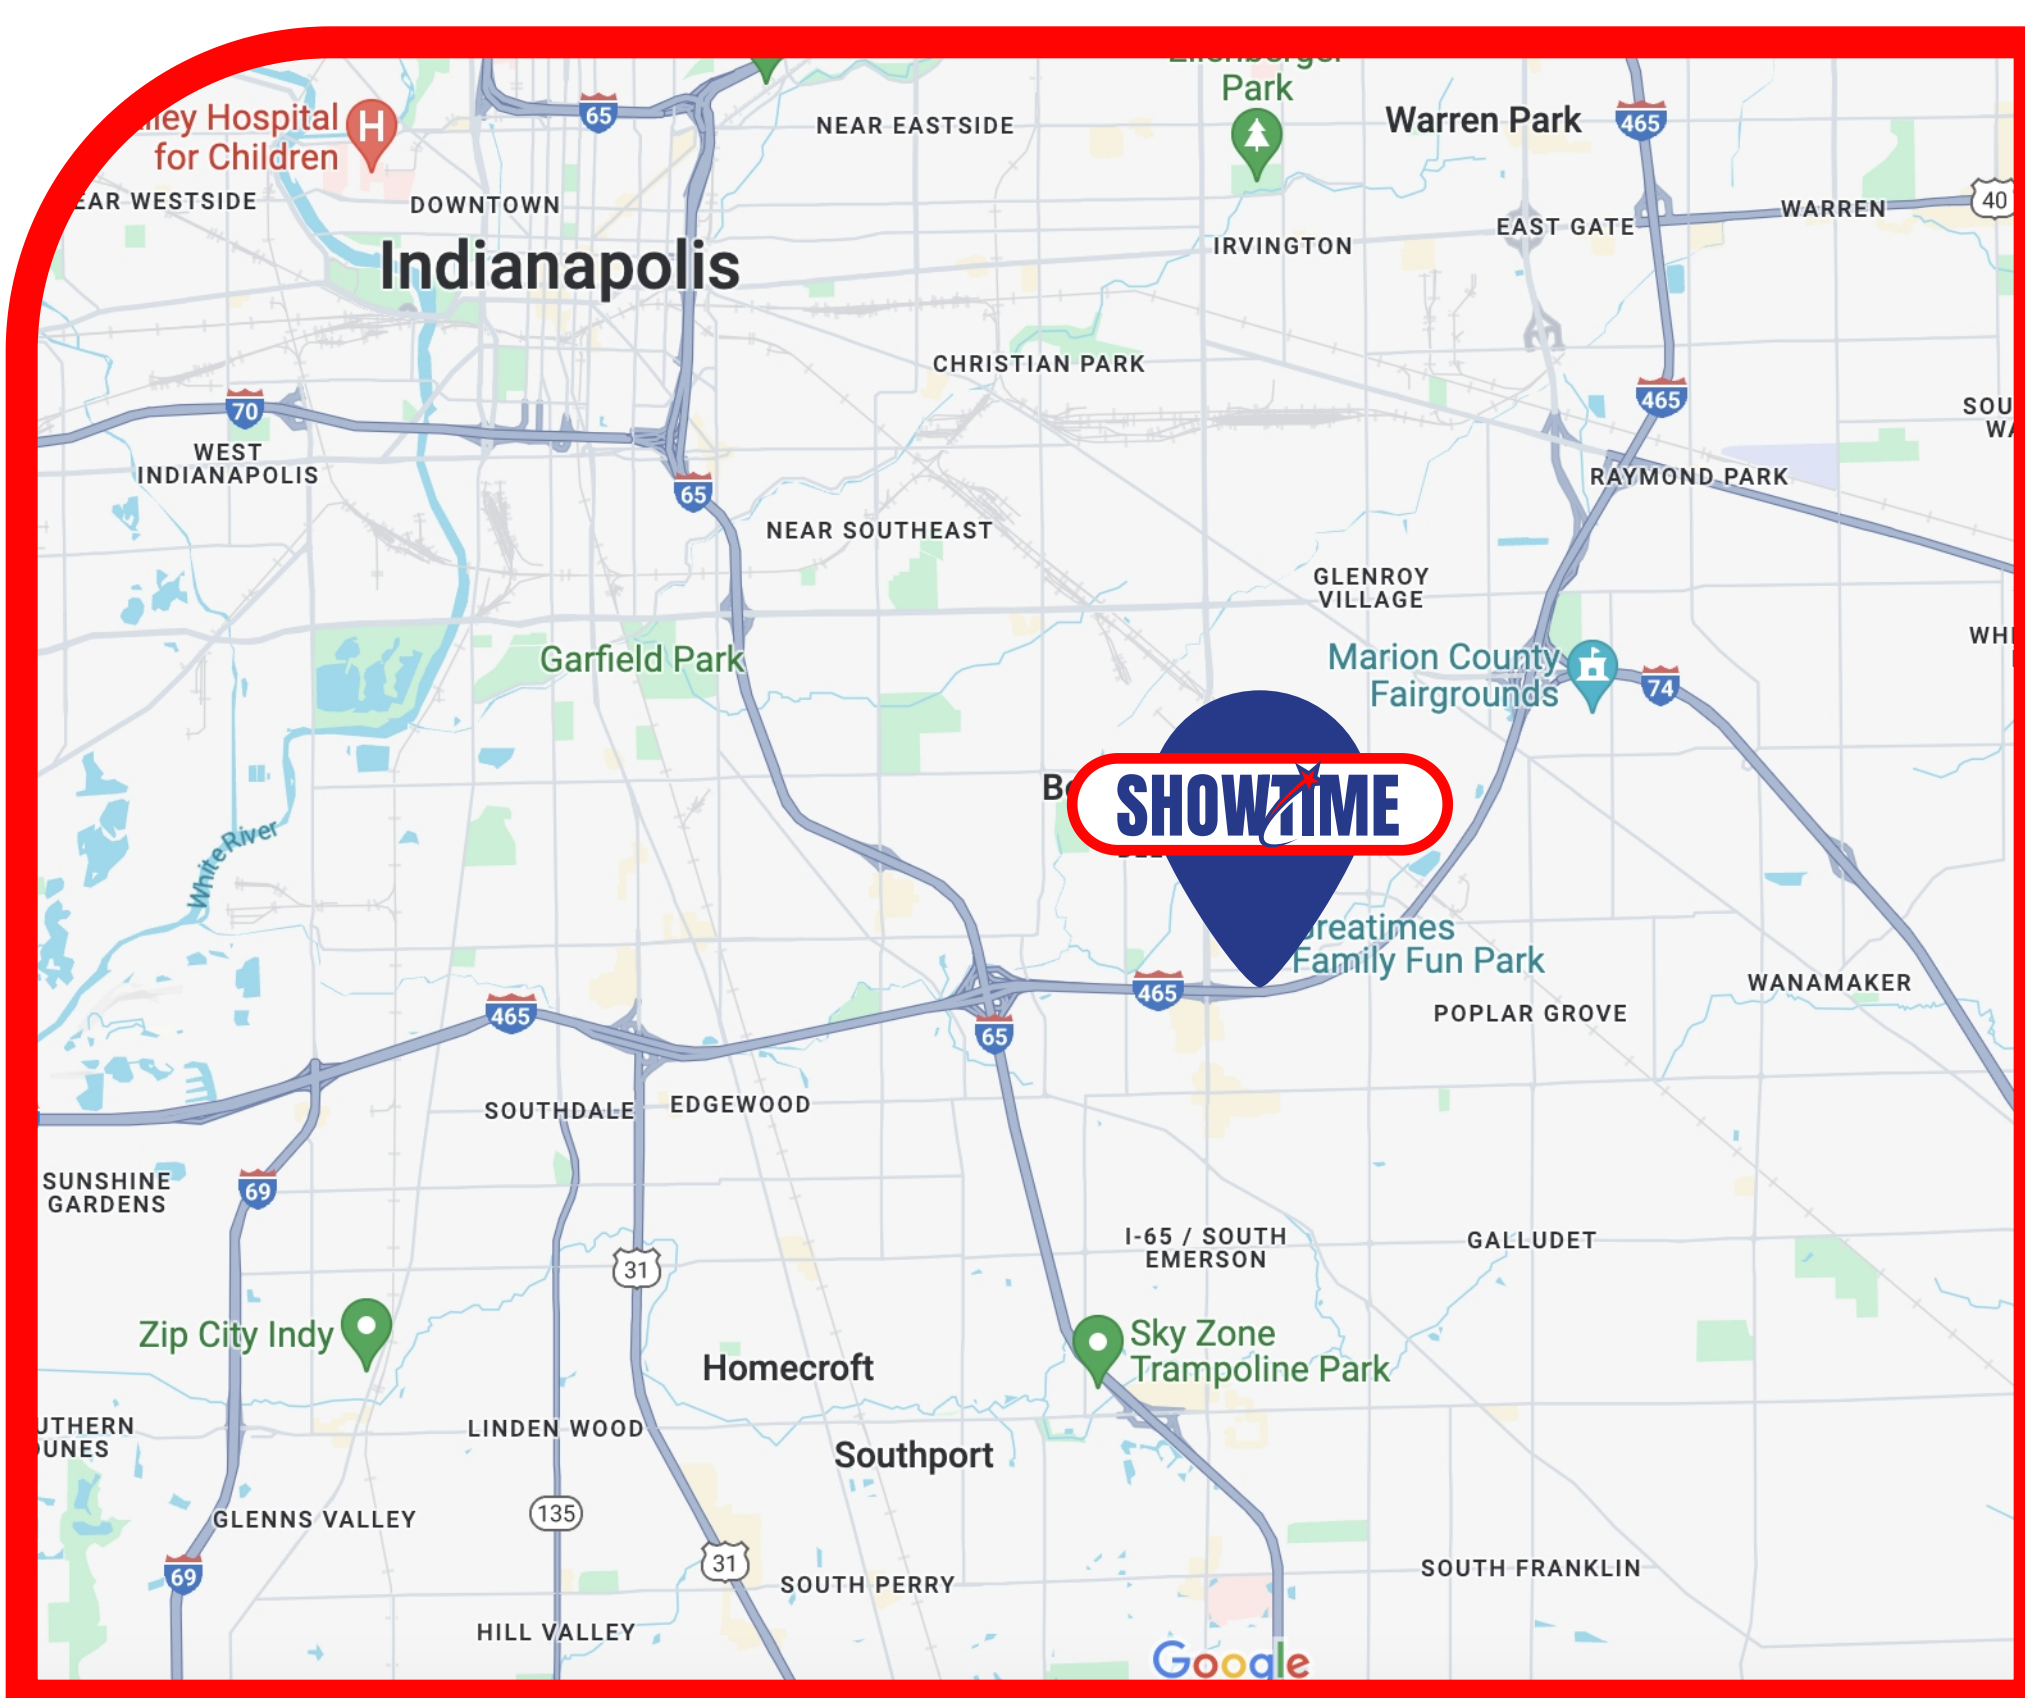 Park
Warren Park
65
465
NEAR EASTSIDE
Hospital
for Children
H
WESTSIDE
DOWNTOWN
40
WARREN
EAST GATE
IRVINGTON
Indianapolis
CHRISTIAN PARK
70
465
WEST
INDIANAPOLIS
65
RAYMOND PARK
NEAR SOUTHEAST
GLENROY
VILLAGE
Garfield Park
Marion County
Fairgrounds
74
SHOWTIME
White River
Family Fun Park
465
465
65
WANAMAKER
POPLAR GROVE
SOUTHDALE
EDGEWOOD
SUNSHINE
GARDENS
69
I-65 / SOUTH
EMERSON
GALLUDET
31
Zip City Indy
Sky Zone
Trampoline Park
Homecroft
LINDEN WOOD
Southport
135
GLENNS VALLEY
31
69
SOUTH PERRY
SOUTH FRANKLIN
HILL VALLEY
Google